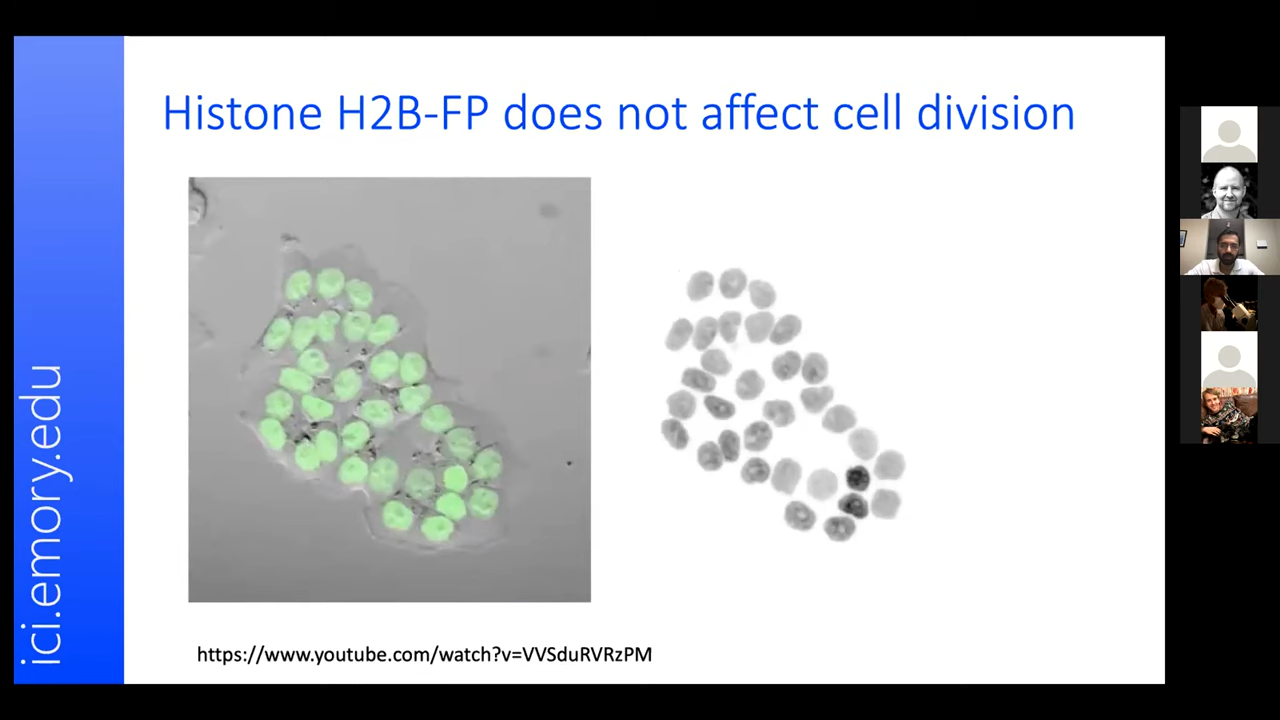 Histone H2B-FP does not affect cell division
ici.emory.edu
https://www.youtube.com/watch?v=VVSduRVRzPM